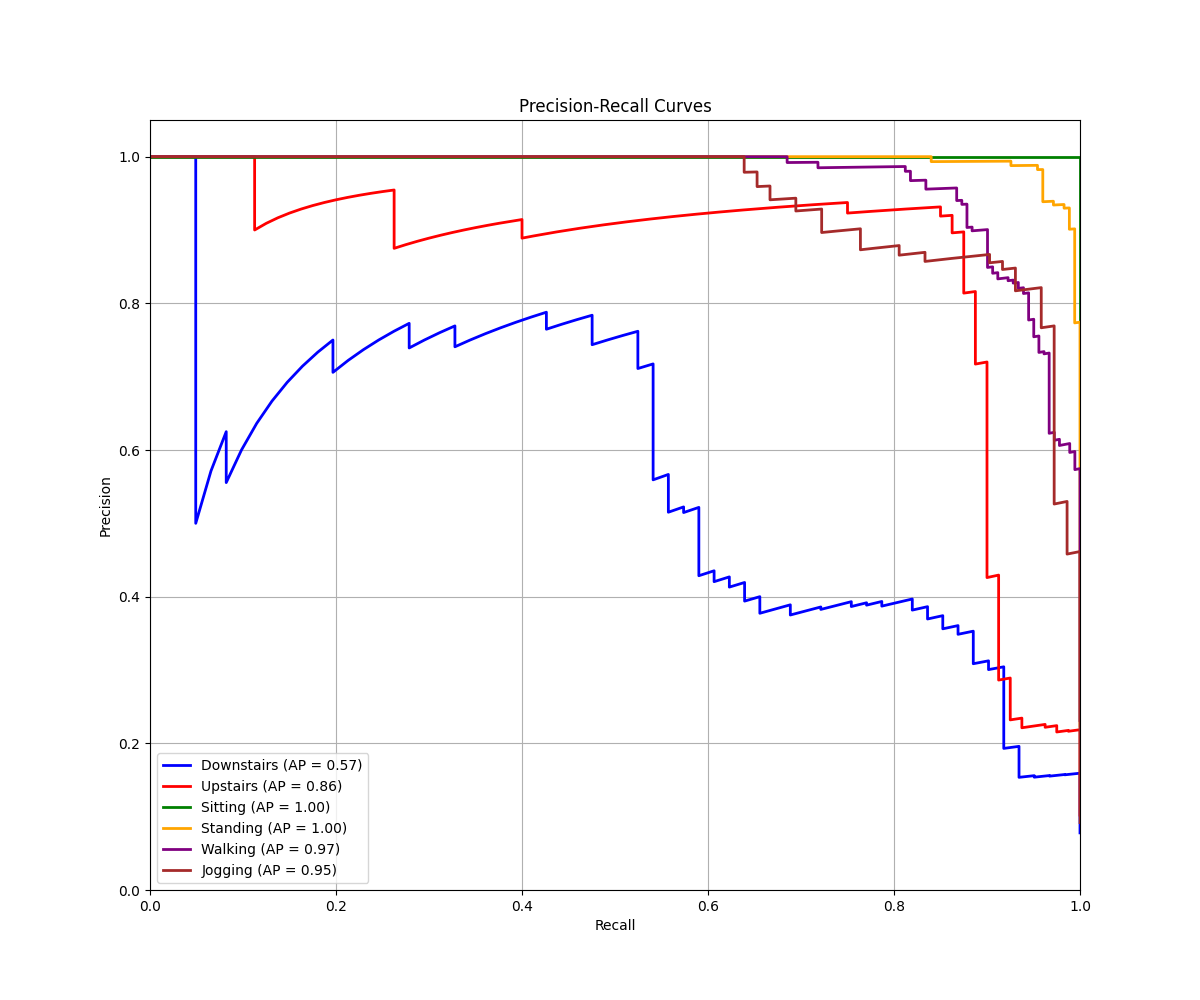 Precision-Recall Curves
Precision
1.0
0.8
0.6
0.4
0.2
0.0
Downstairs (AP = 0.57)
Upstairs (AP = 0.86)
Sitting (AP = 1.00)
Standing (AP = 1.00)
Walking (AP = 0.97)
Jogging (AP = 0.95)
0.0 0.2 0.4 0.6 0.8 1.0
Recall